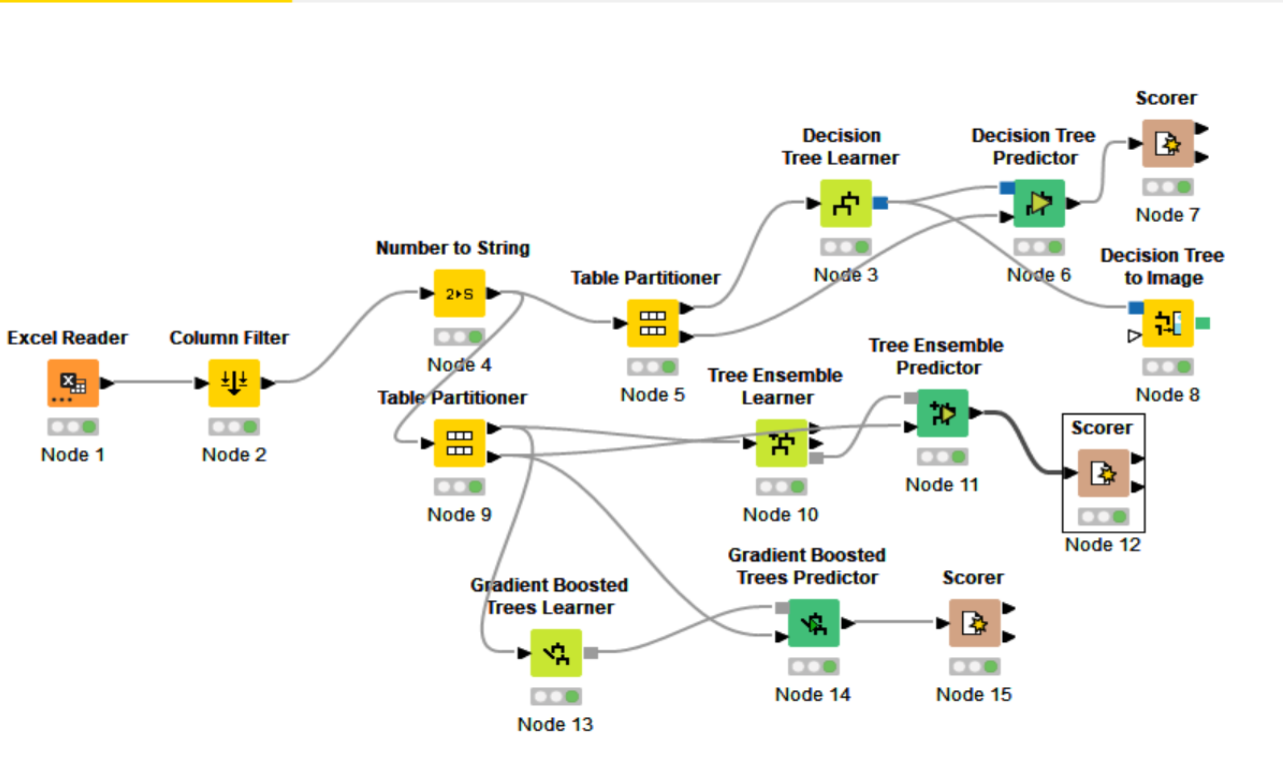 Scorer
Node 7
Decision
Tree Learner
Node 3
Decision Tree
Predictor
Node 6
Number to String
2▸S
Node 4
Table Partitioner
Node 5
Decision Tree
to Image
Node 8
Excel Reader
X
Node 1
Column Filter
Node 2
Table Partitioner
Node 9
Tree Ensemble
Learner
Node 10
Tree Ensemble
Predictor
Node 11
Scorer
Node 12
Gradient Boosted
Trees Learner
Node 13
Gradient Boosted
Trees Predictor
Node 14
Scorer
Node 15